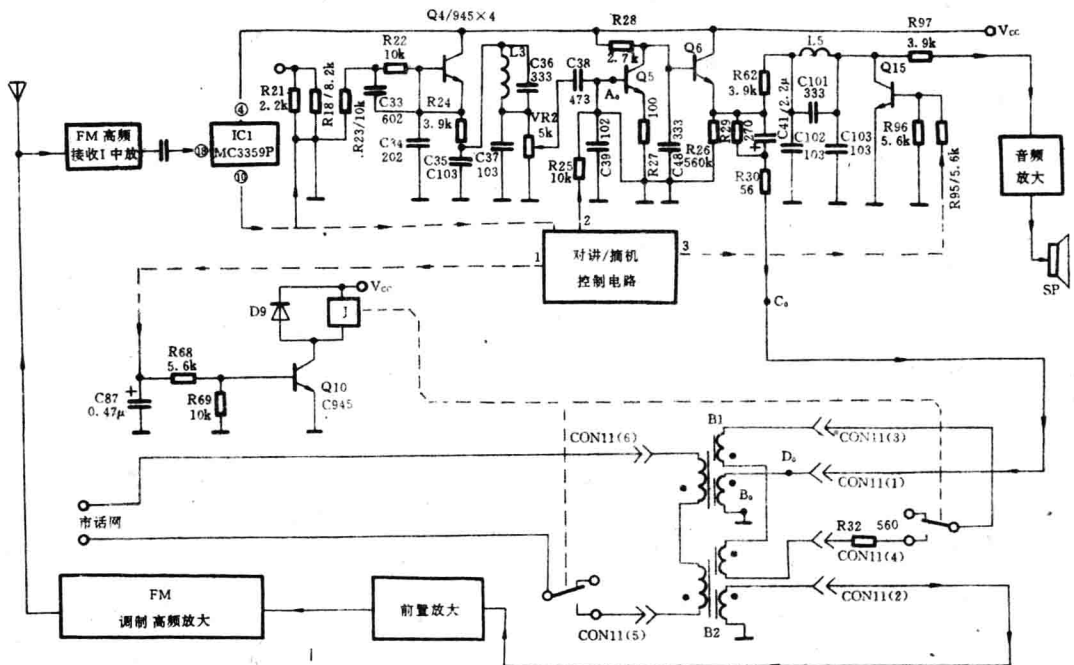 Q4/945×4
R28
2.7k
R97
3.9k
Vcc
R22
10k
L3
C36
333
C38
473
Q5
Q6
L5
Q15
R21
2.2k
R18/8.2k
R23/10k
C33
602
R24
3.9k
VR2
5k
A₀
100
R62
3.9k
C101
333
④
FM 高频
接收I 中放
⑱
IC1
MC3359P
⑩
C34
202
C35
C103
C37
103
R25
10k
C39
102
R27
C48
333
R26
560k
R29
270
C41/2.2μ
+
R30
56
C102
103
C103
103
R96
5.6k
R95/5.6k
音频
放大
SP
1
2
3
对讲/摘机
控制电路
C₀
D9
Vcc
J
R68
5.6k
+
C87
0.47μ
R69
10k
Q10
C945
CON11(6)
B1
CON11(3)
D₀
CON11(1)
B₀
市话网
R32
560
CON11(4)
CON11(2)
CON11(5)
B2
FM
调制高频放大
前置放大